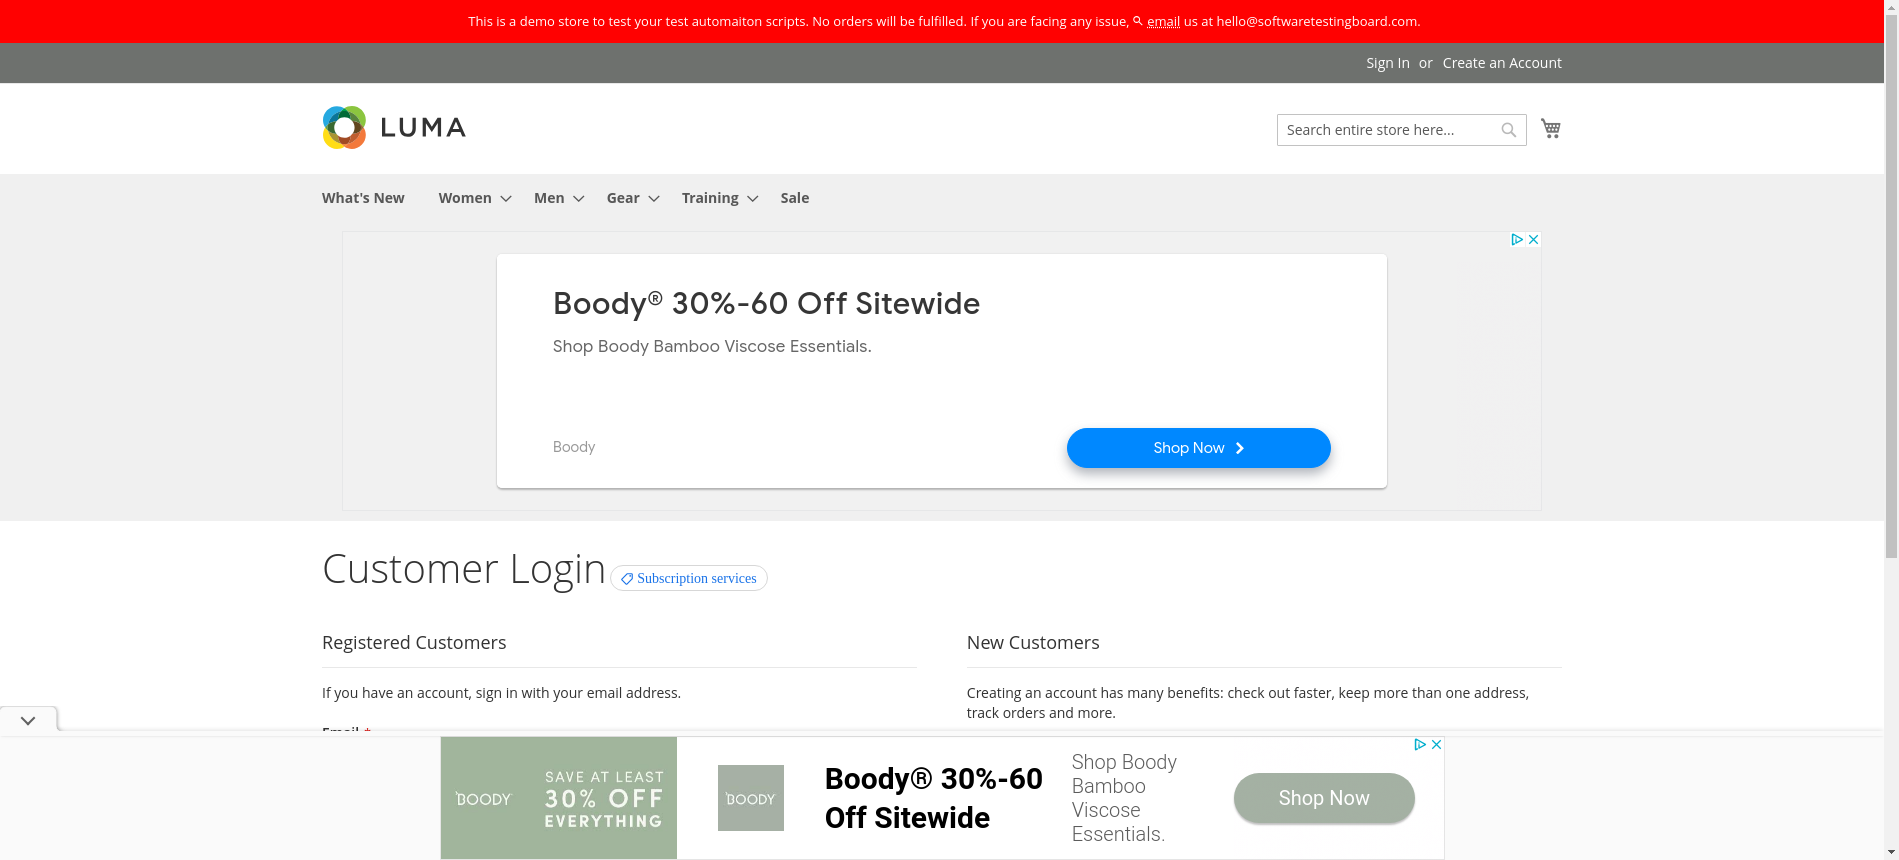 This is a demo store to test your test automaiton scripts. No orders will be fulfilled. If you are facing any issue, email us at hello@softwaretestingboard.com.
Sign In or Create an Account
LUMA
Search entire store here...
What's New Women Men Gear Training Sale
Boody® 30%-60 Off Sitewide
Shop Boody Bamboo Viscose Essentials.
Boody
Shop Now
Customer Login
Subscription services
Registered Customers
If you have an account, sign in with your email address.
Email *
New Customers
Creating an account has many benefits: check out faster, keep more than one address,
track orders and more.
BOODY
SAVE AT LEAST
30% OFF
EVERYTHING
BOODY
Boody® 30%-60
Off Sitewide
Shop Boody
Bamboo
Viscose
Essentials.
Shop Now